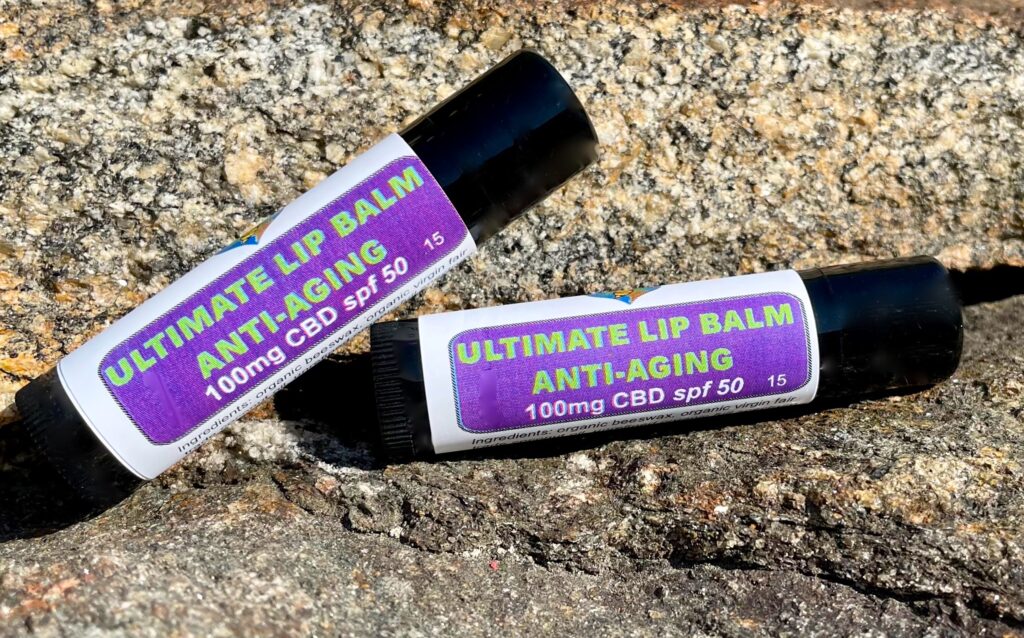 ULTIMATE LIP BALM
ANTI-AGING
100mg CBD spf 50 15
Ingredients: organic beeswax, organic virgin fair
ULTIMATE LIP BALM
ANTI-AGING
100mg CBD spf 50 15
Ingredients: organic beeswax, organic virgin fair